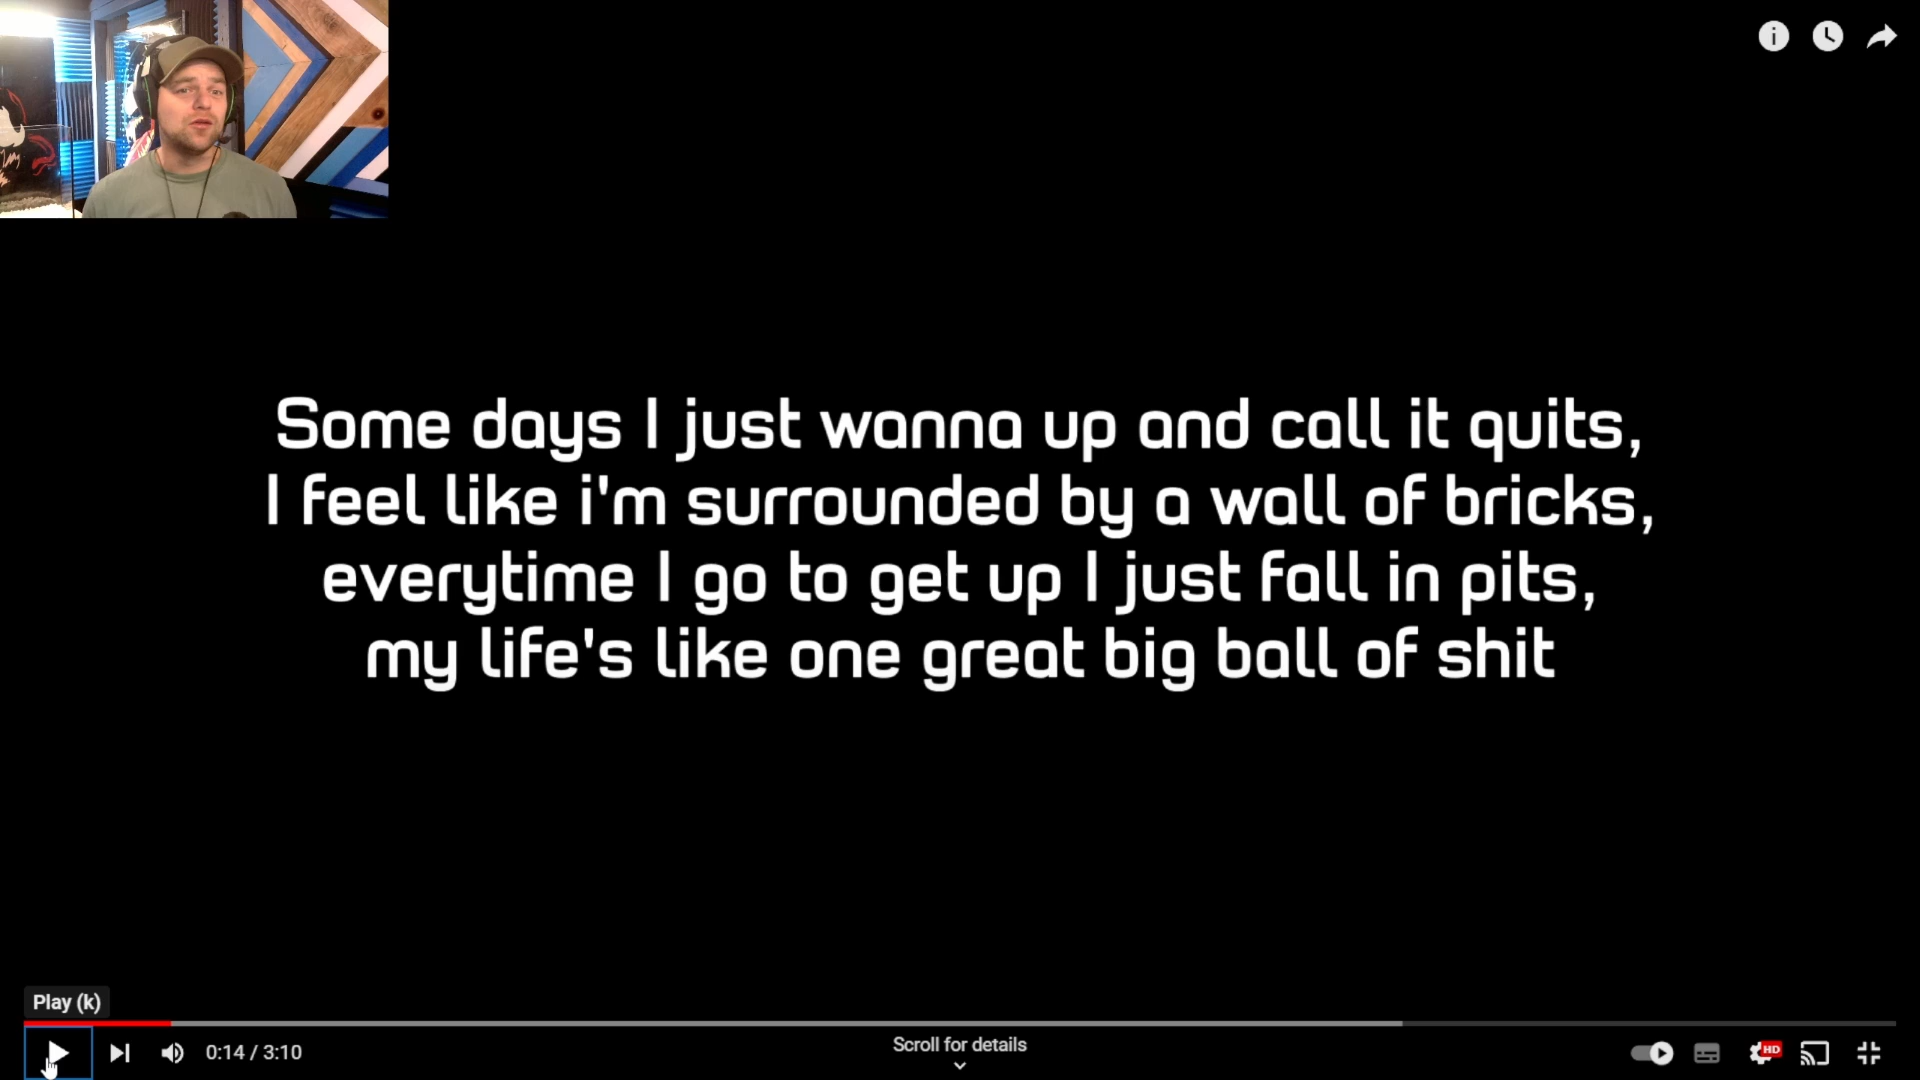 Some days I just wanna up and call it quits,
I feel like i'm surrounded by a wall of bricks,
everytime I go to get up I just fall in pits,
my life's like one great big ball of shit
Play (k)
0:14 / 3:10
Scroll for details
HD